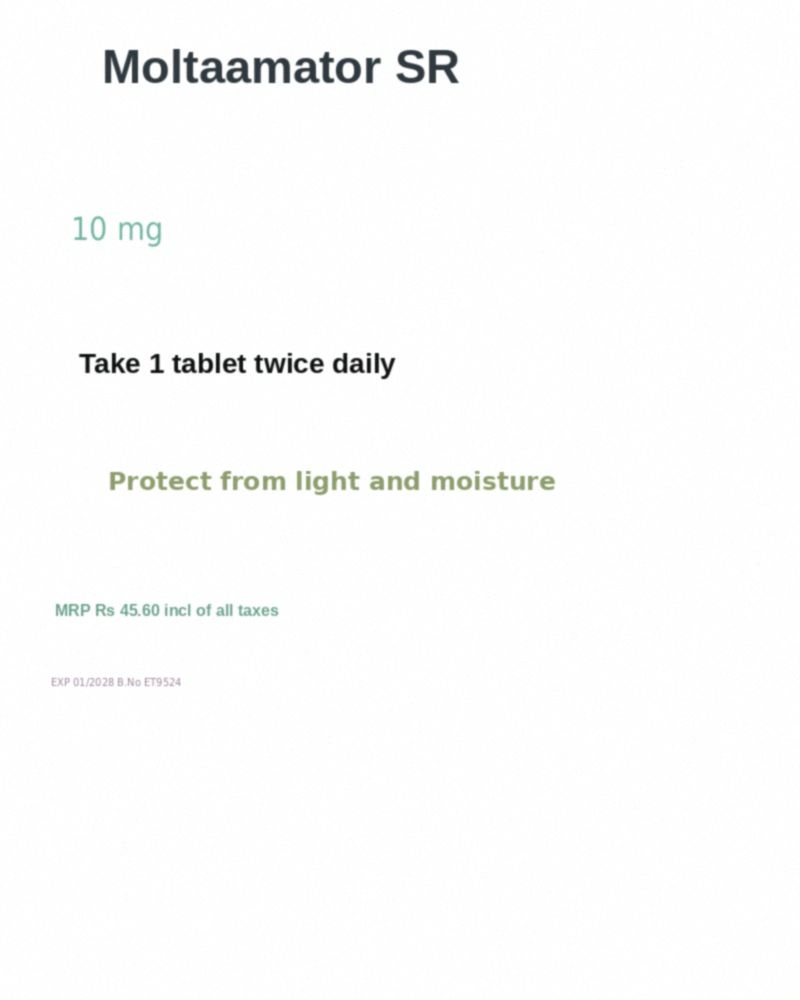 Moltaamator SR
10 mg
Take 1 tablet twice daily
Protect from light and moisture
MRP Rs 45.60 incl of all taxes
EXP 01/2028 B.No ET9524